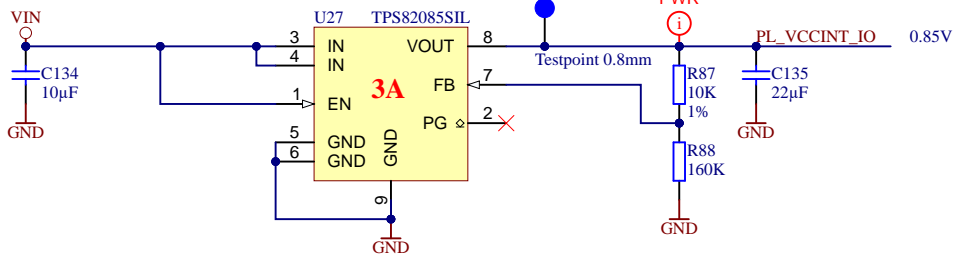 PWR
i
VIN
U27 TPS82085SIL
PL_VCCINT_IO 0.85V
3 IN VOUT 8
4 IN
Testpoint 0.8mm
C134
10µF
GND
3A
FB 7
R87
10K
1%
C135
22µF
GND
1 EN
PG 2
5 GND
6 GND
GND
9
GND
R88
160K
GND